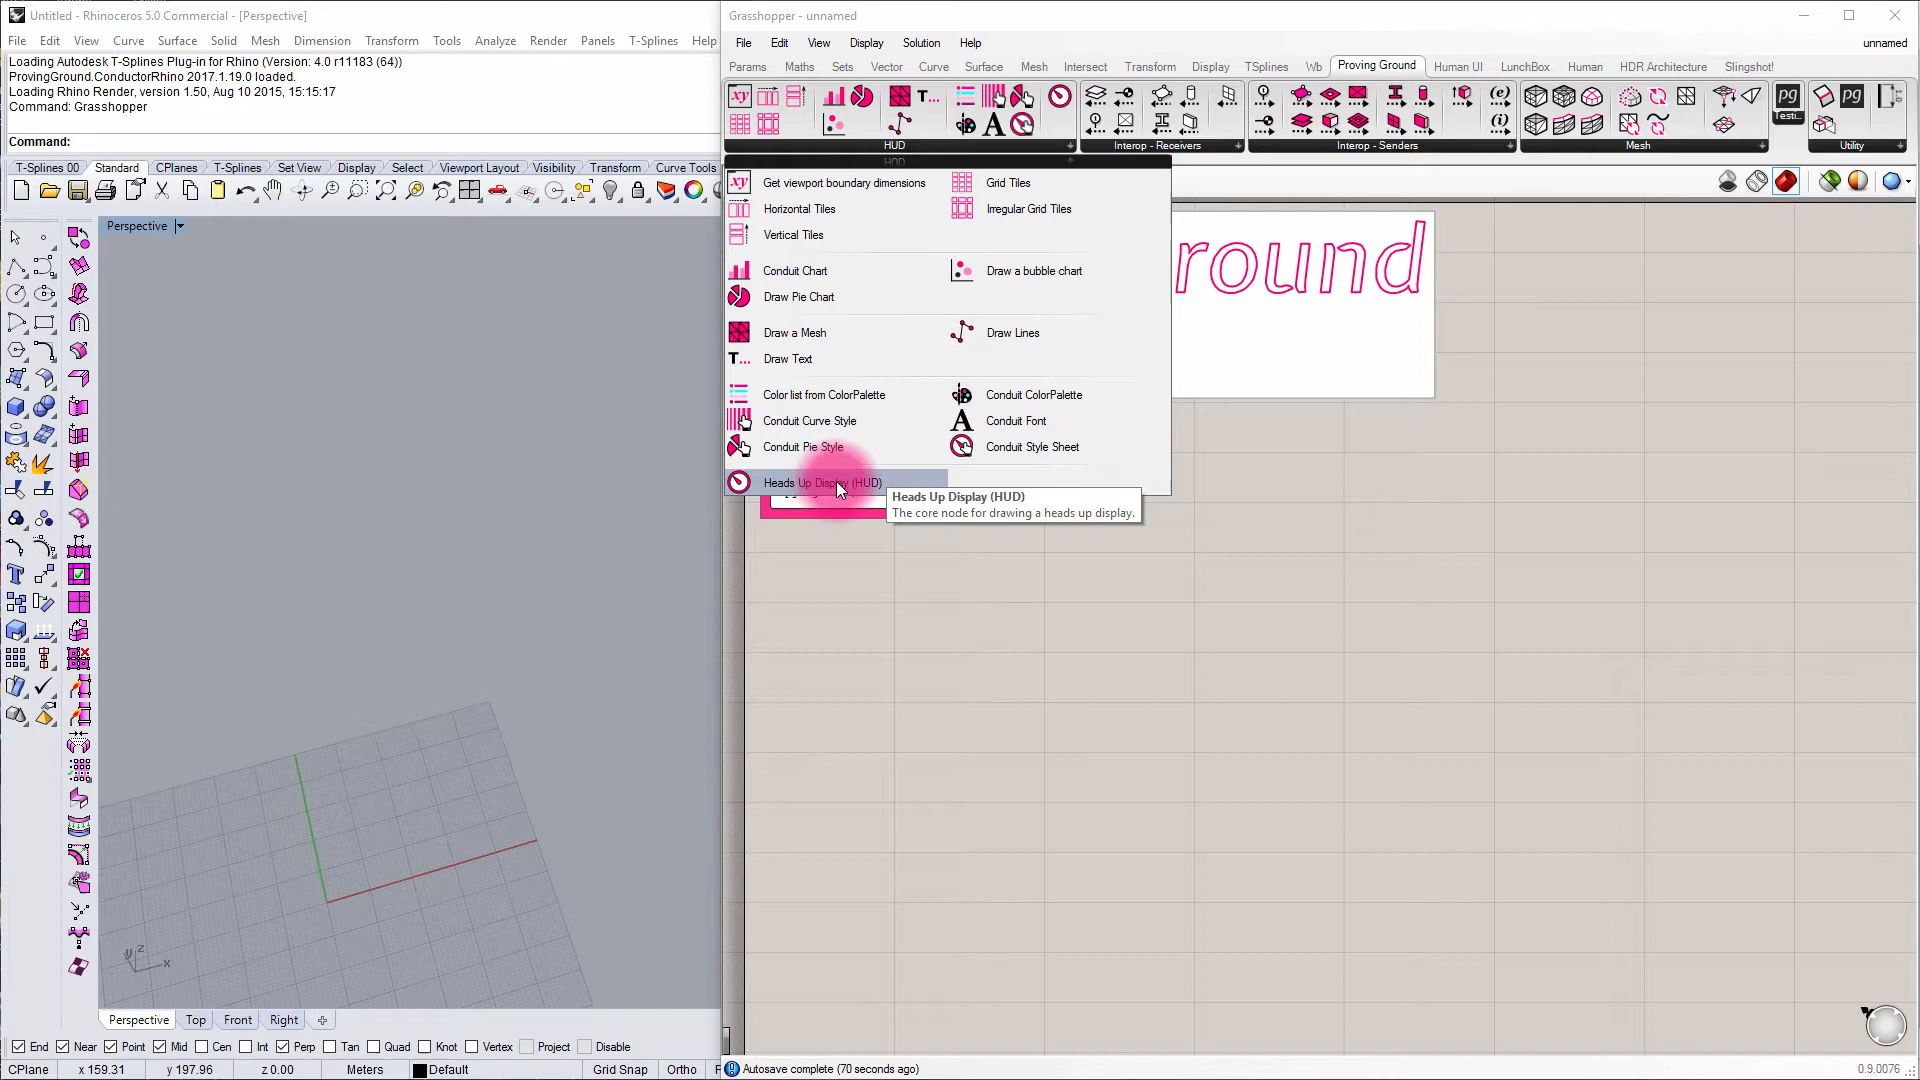 Untitled - Rhinoceros 5.0 Commercial - [Perspective]
File Edit View Curve Surface Solid Mesh Dimension Transform Tools Analyze Render Panels T-Splines Help
Loading Autodesk T-Splines Plug-in for Rhino (Version: 4.0 r11183 (64))
ProvingGround.ConductorRhino 2017.1.19.0 loaded.
Loading Rhino Render, version 1.50, Aug 10 2015, 15:15:17
Command: Grasshopper
Command:
T-Splines 00 Standard CPlanes T-Splines Set View Display Select Viewport Layout Visibility Transform Curve Tools
Perspective
z
y
x
Perspective Top Front Right
End Near Point Mid Cen Int Perp Tan Quad Knot Vertex Project Disable
CPlane x 159.31 y 197.96 z 0.00 Meters Default Grid Snap Ortho
Grasshopper - unnamed
File Edit View Display Solution Help unnamed
Params Maths Sets Vector Curve Surface Mesh Intersect Transform Display TSplines Wb Proving Ground Human UI LunchBox Human HDR Architecture Slingshot!
xy T... A (e) (i) pg Testi... pg
HUD Interop - Receivers Interop - Senders Mesh Utility
HUD
xy Get viewport boundary dimensions Grid Tiles
Horizontal Tiles Irregular Grid Tiles
Vertical Tiles
Conduit Chart Draw a bubble chart
Draw Pie Chart
Draw a Mesh Draw Lines
T... Draw Text
Color list from ColorPalette Conduit ColorPalette
Conduit Curve Style A Conduit Font
Conduit Pie Style Conduit Style Sheet
Heads Up Display (HUD)
Heads Up Display (HUD)
The core node for drawing a heads up display.
round
Autosave complete (70 seconds ago) 0.9.0076